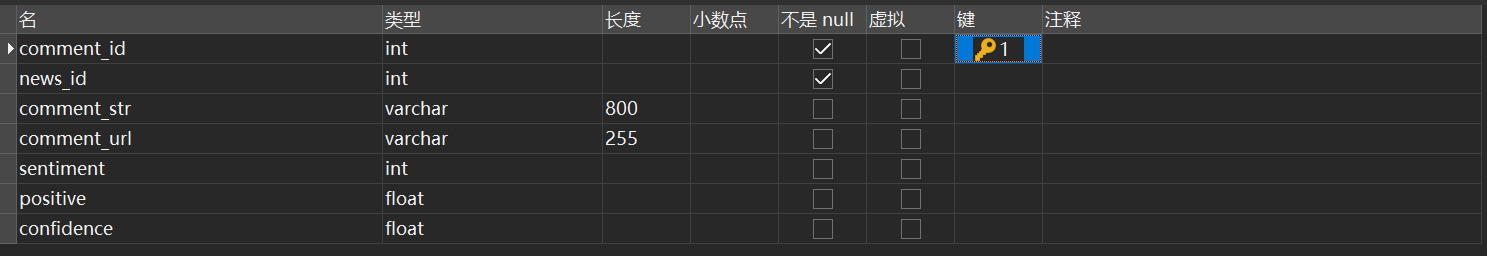 名 类型 长度 小数点 不是 null 虚拟 键 注释
comment_id int 1
news_id int
comment_str varchar 800
comment_url varchar 255
sentiment int
positive float
confidence float